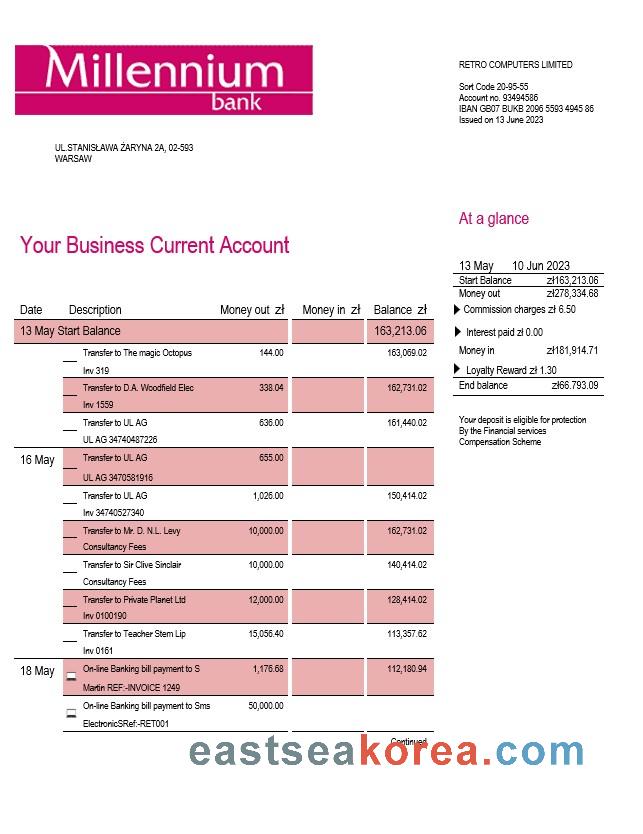 Millennium
bank
RETRO COMPUTERS LIMITED
Sort Code 20-95-55
Account no. 93494586
IBAN GB07 BUKB 2096 5593 4945 86
Issued on 13 June 2023
UL.STANISŁAWA ŻARYNA 2A, 02-593
WARSAW
At a glance
Your Business Current Account
13 May 10 Jun 2023
Start Balance zł163,213.06
Money out zł278,334.68
Commission charges zł 6.50
Interest paid zł 0.00
Money in zł181,914.71
Loyalty Reward zł 1.30
End balance zł66.793.09
Your deposit is eligible for protection
By the Financial services
Compensation Scheme
Date Description Money out zł Money in zł Balance zł
13 May Start Balance 163,213.06
Transfer to The magic Octopus 144.00 163,069.02
Inv 319
Transfer to D.A. Woodfield Elec 338.04 162,731.02
Inv 1559
Transfer to UL AG 636.00 161,440.02
UL AG 34740487226
16 May Transfer to UL AG 655.00
UL AG 3470581916
Transfer to UL AG 1,026.00 150,414.02
Inv 34740527340
Transfer to Mr. D. N.L. Levy 10,000.00 162,731.02
Consultancy Fees
Transfer to Sir Clive Sinclair 10,000.00 140,414.02
Consultancy Fees
Transfer to Private Planet Ltd 12,000.00 128,414.02
Inv 0100190
Transfer to Teacher Stem Lip 15,056.40 113,357.62
Inv 0161
18 May On-line Banking bill payment to S 1,176.68 112,180.94
Martin REF:-INVOICE 1249
On-line Banking bill payment to Sms 50,000.00
ElectronicSRef:-RET001
Continued
eastseakorea.com